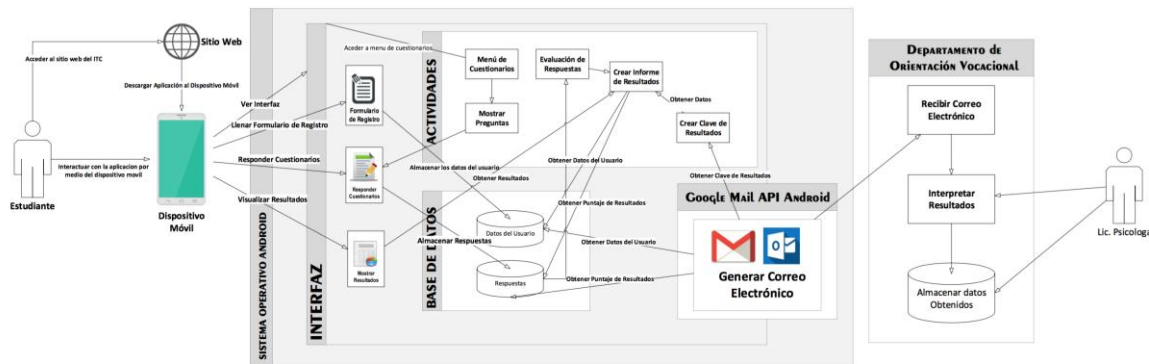 Sitio Web
Acceder al sitio web del ITC
Descargar Aplicación al Dispositivo Móvil
Estudiante
Interactuar con la aplicacion por
medio del dispositivo movil
Dispositivo
Móvil
Ver Interfaz
Llenar Formulario de Registro
Responder Cuestionarios
Visualizar Resultados
SISTEMA OPERATIVO ANDROID
INTERFAZ
Aceder a menu de cuestionarios
Formulario
de Registro
Responder
Cuestionarios
Mostrar
Resultados
ACTIVIDADES
Menú de
Cuestionarios
Mostrar
Preguntas
Evaluación de
Respuestas
Crear Informe
de Resultados
Obtener Datos
Crear Clave de
Resultados
Almacenar los datos del usuario
Obtener Datos del Usuario
Obtener Resultados
Obtener Clave de Resultados
BASE DE DATOS
Datos del Usuario
Respuestas
Almacenar Respuestas
Obtener Puntaje de Resultados
Obtener Datos del Usuario
Obtener Puntaje de Resultados
Google Mail API Android
Generar Correo
Electrónico
Departamento de
Orientación Vocacional
Recibir Correo
Electrónico
Interpretar
Resultados
Almacenar datos
Obtenidos
Lic. Psicologa